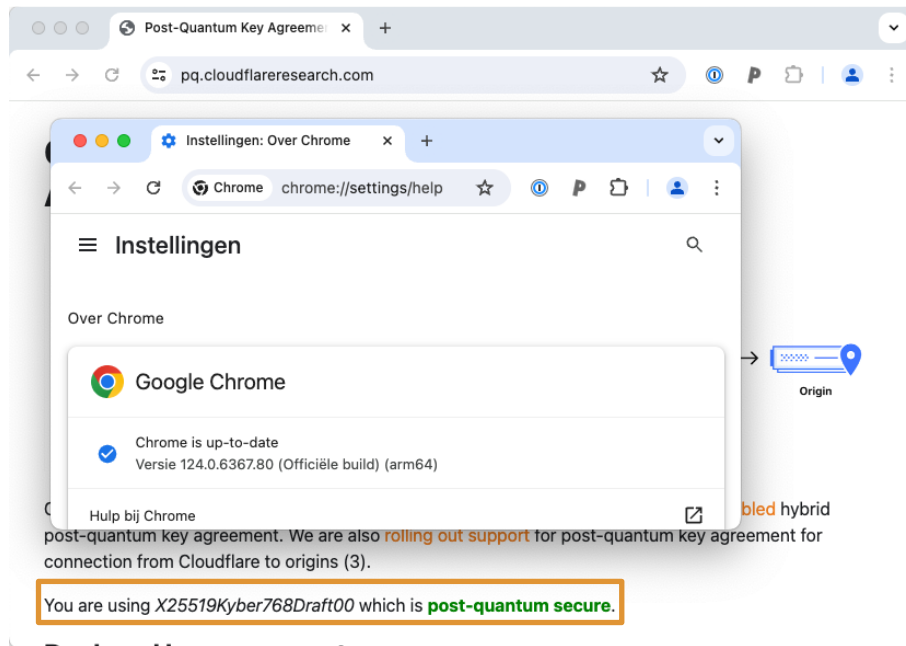 Post-Quantum Key Agreeme
pq.cloudflareresearch.com
Instellingen: Over Chrome
Chrome chrome://settings/help
Instellingen
Over Chrome
Google Chrome
Origin
Chrome is up-to-date
Versie 124.0.6367.80 (Officiële build) (arm64)
Hulp bij Chrome
bled hybrid
post-quantum key agreement. We are also rolling out support for post-quantum key agreement for
connection from Cloudflare to origins (3).
You are using X25519Kyber768Draft00 which is post-quantum secure.